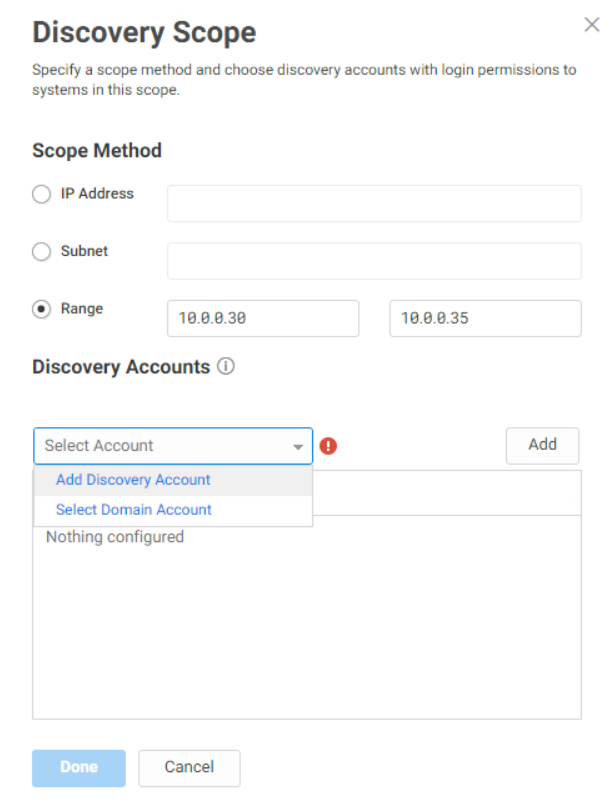 Discovery Scope
Specify a scope method and choose discovery accounts with login permissions to
systems in this scope.
Scope Method
IP Address
Subnet
Range
10.0.0.30
10.0.0.35
Discovery Accounts
Select Account
Add
Add Discovery Account
Select Domain Account
Nothing configured
Done
Cancel